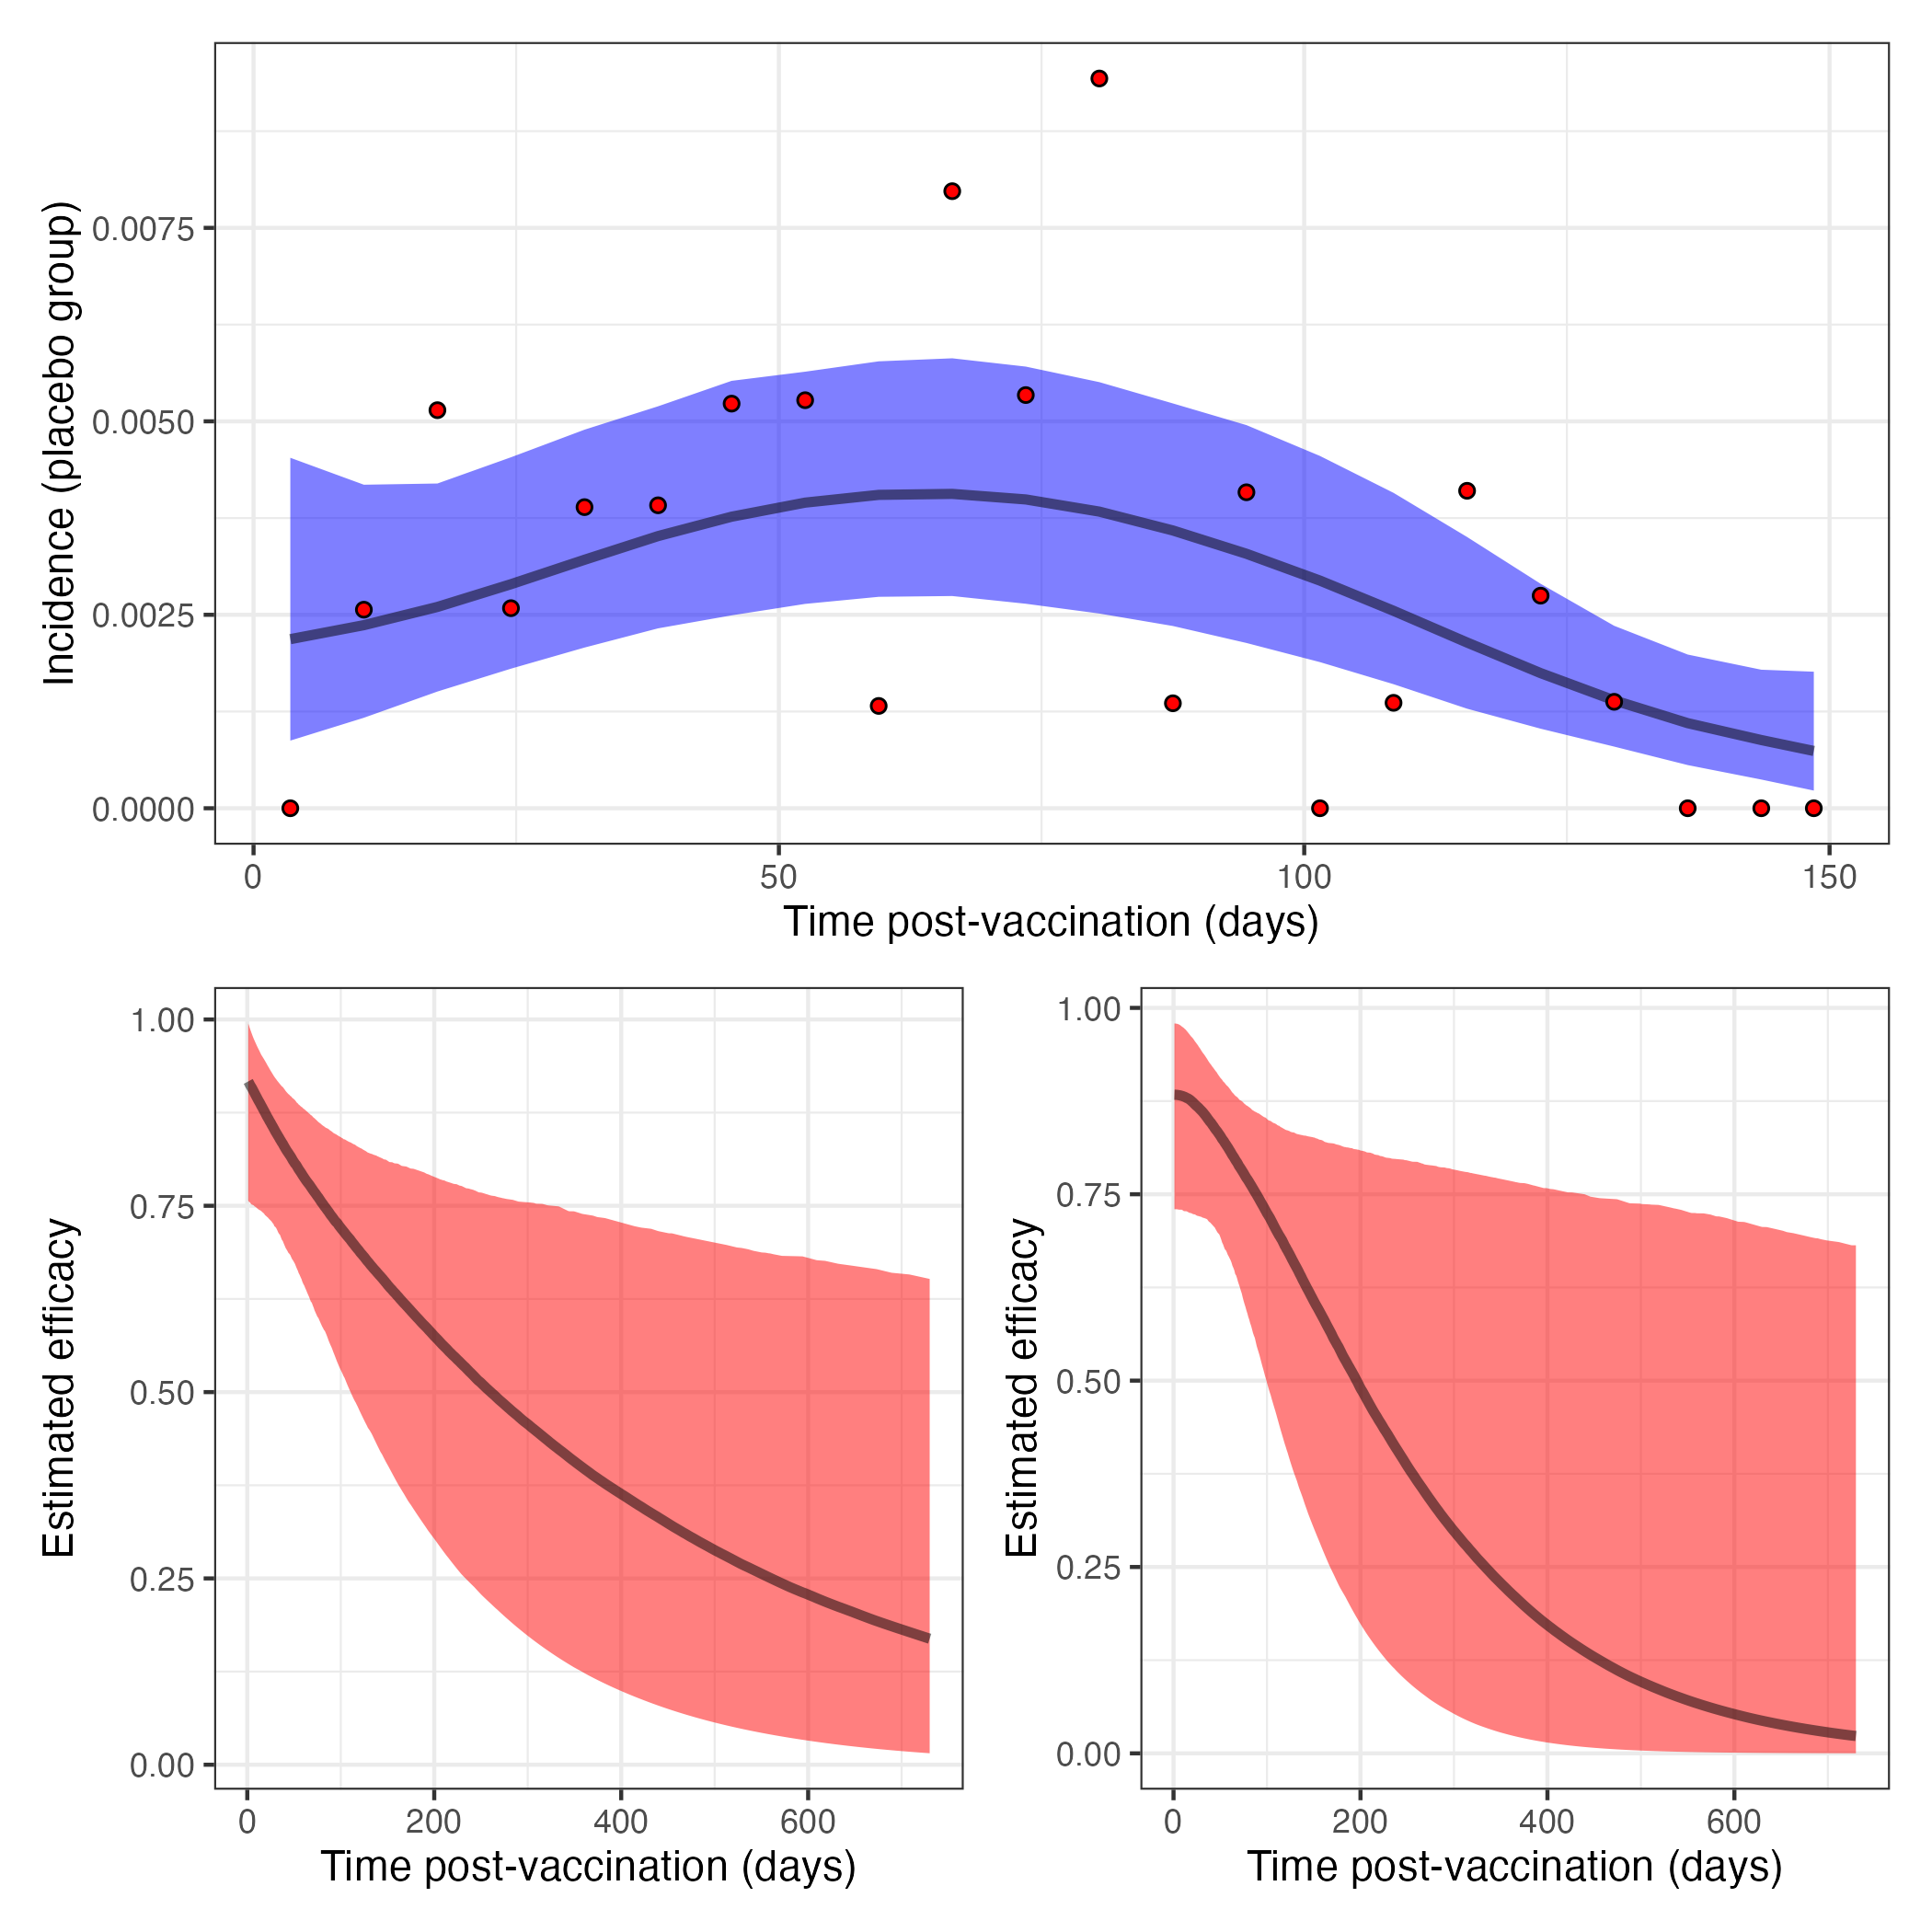 Incidence (placebo group)
0.0075
0.0050
0.0025
0.0000
0 50 100 150
Time post-vaccination (days)
Estimated efficacy
1.00
0.75
0.50
0.25
0.00
0 200 400 600
Time post-vaccination (days)
Estimated efficacy
1.00
0.75
0.50
0.25
0.00
0 200 400 600
Time post-vaccination (days)